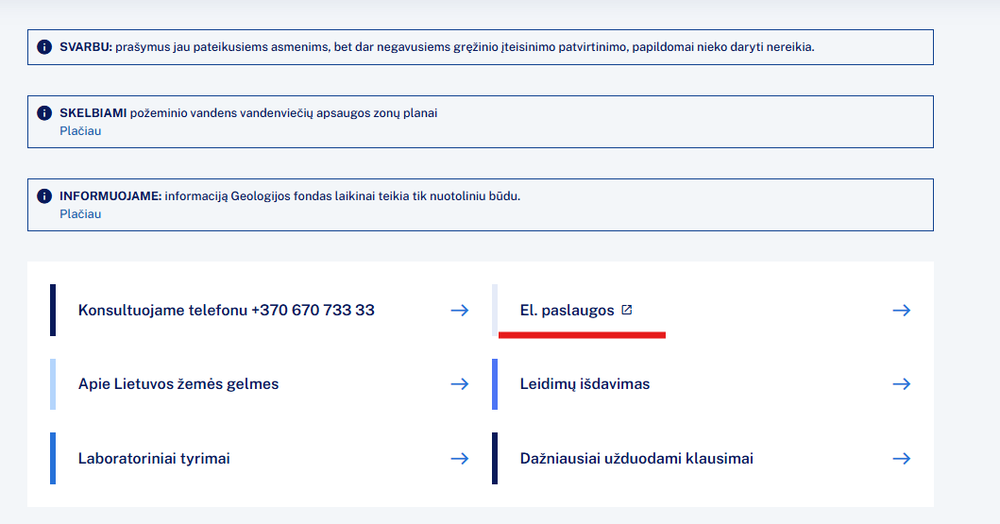 SVARBU: prašymus jau pateikusiems asmenims, bet dar negavusiems gręžinio įteisinimo patvirtinimo, papildomai nieko daryti nereikia.
SKELBIAMI požeminio vandens vandenviečių apsaugos zonų planai
Plačiau
INFORMUOJAME: informaciją Geologijos fondas laikinai teikia tik nuotoliniu būdu.
Plačiau
Konsultuojame telefonu +370 670 733 33
El. paslaugos
Apie Lietuvos žemės gelmes
Leidimų išdavimas
Laboratoriniai tyrimai
Dažniausiai užduodami klausimai